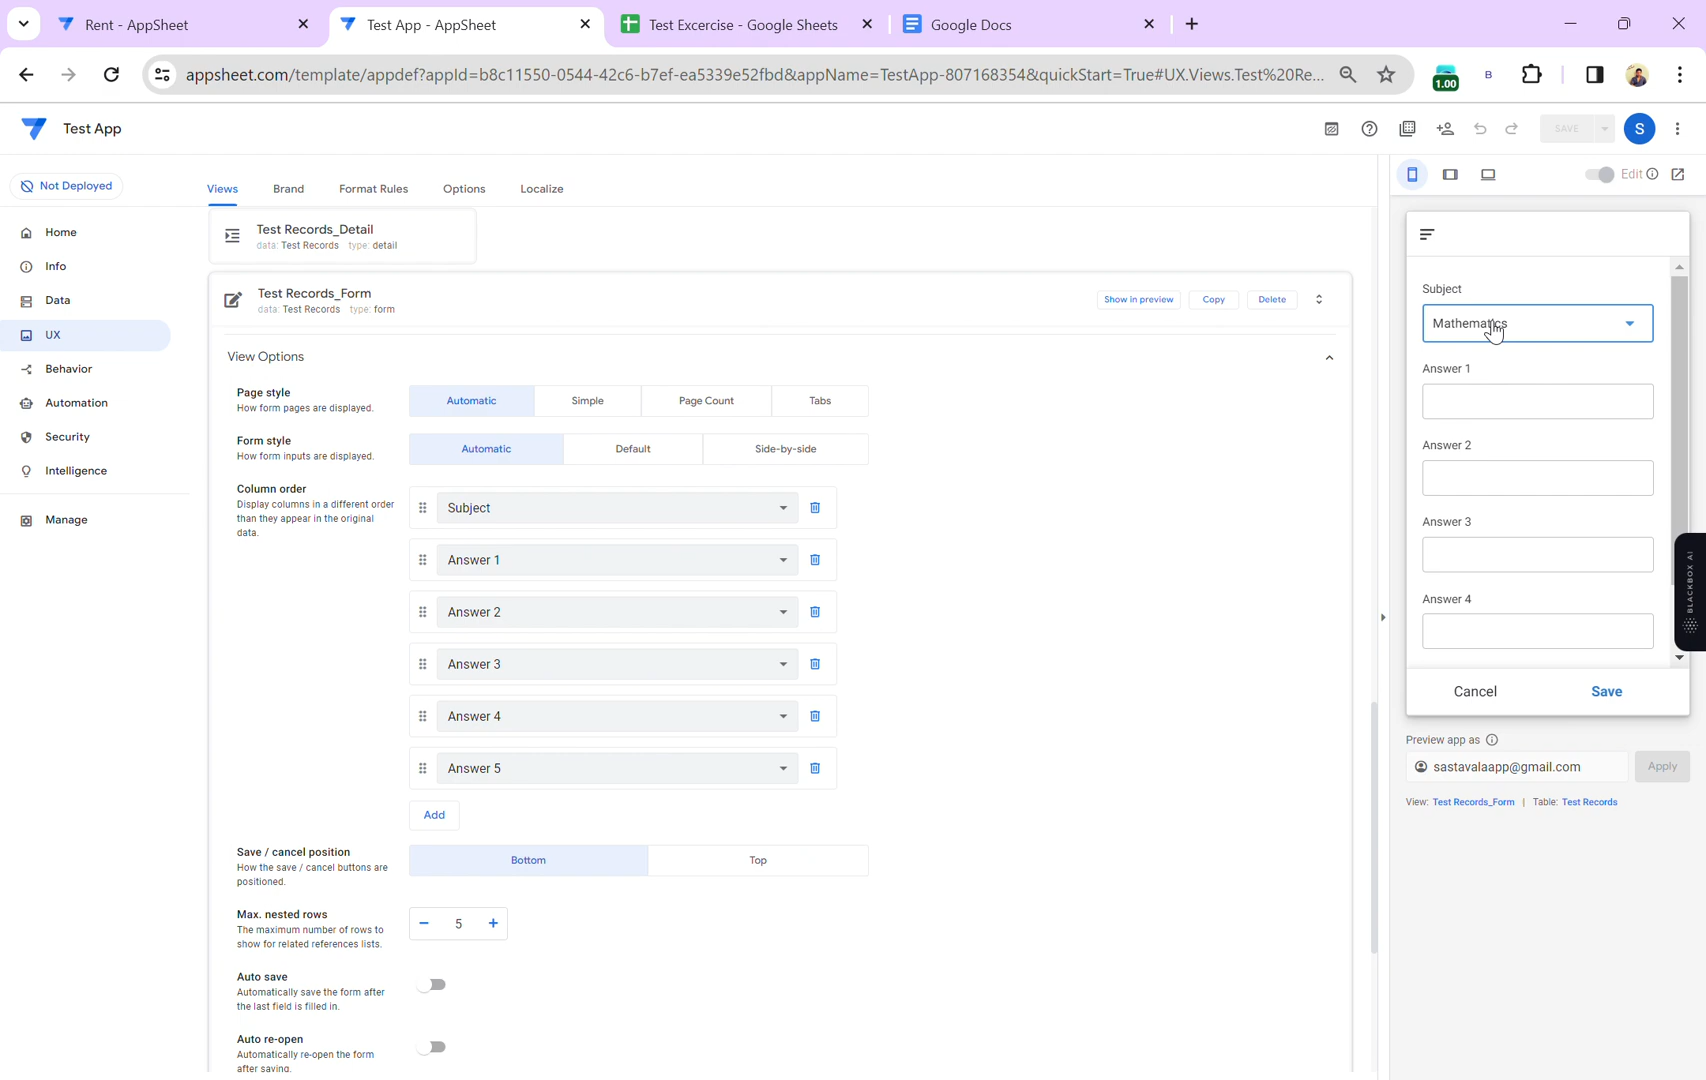 Rent - AppSheet
Test App - AppSheet
Test Excercise - Google Sheets
Google Docs
appsheet.com/template/appdef?appId=b8c11550-0544-42c6-b7ef-ea5339e52fbd&appName=TestApp-807168354&quickStart=True#UX.Views.Test%20Re...
1.00
B
Test App
SAVE
S
Not Deployed
Views
Brand
Format Rules
Options
Localize
Edit
Home
Info
Data
UX
Behavior
Automation
Security
Intelligence
Manage
Test Records_Detail
data: Test Records type: detail
Test Records_Form
data: Test Records type: form
Show in preview
Copy
Delete
View Options
Page style
How form pages are displayed.
Automatic
Simple
Page Count
Tabs
Form style
How form inputs are displayed.
Automatic
Default
Side-by-side
Column order
Display columns in a different order
than they appear in the original
data.
Subject
Answer 1
Answer 2
Answer 3
Answer 4
Answer 5
Add
Save / cancel position
How the save / cancel buttons are
positioned.
Bottom
Top
Max. nested rows
The maximum number of rows to
show for related references lists.
5
Auto save
Automatically save the form after
the last field is filled in.
Auto re-open
Automatically re-open the form
after saving.
Subject
Mathematics
Answer 1
Answer 2
Answer 3
Answer 4
Cancel
Save
BLACKBOX AI
Preview app as
sastavalaapp@gmail.com
Apply
View: Test Records_Form | Table: Test Records